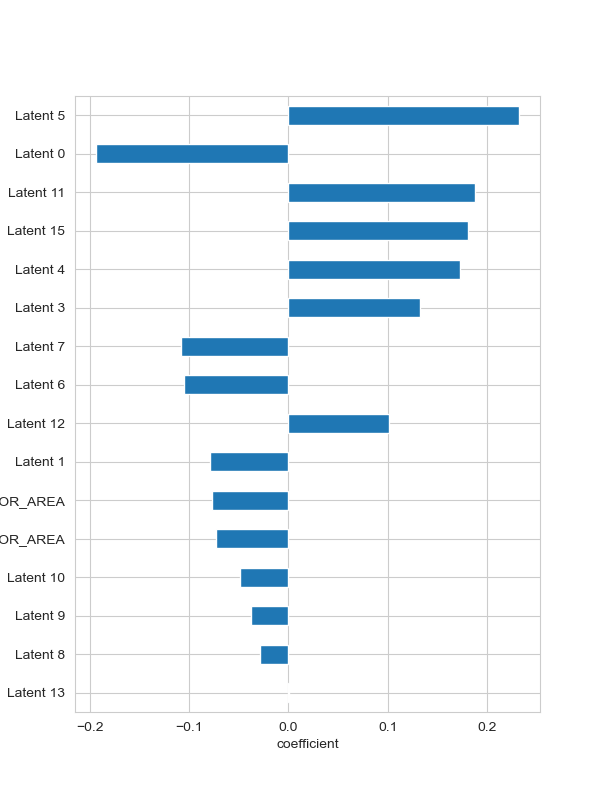 Latent 5
Latent 0
Latent 11
Latent 15
Latent 4
Latent 3
Latent 7
Latent 6
Latent 12
Latent 1
OR_AREA
OR_AREA
Latent 10
Latent 9
Latent 8
Latent 13
−0.2 −0.1 0.0 0.1 0.2
coefficient